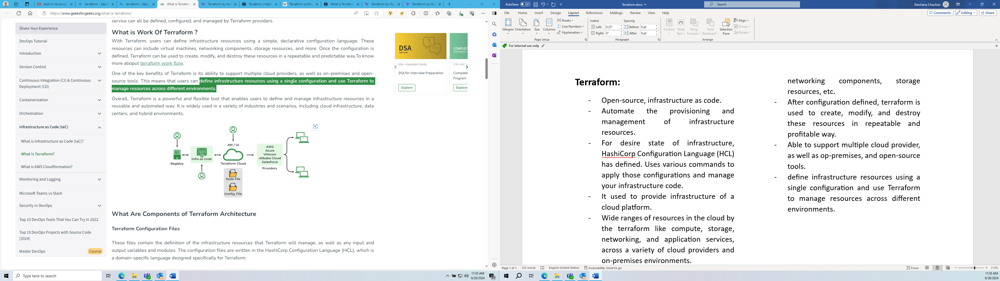 ebpf in cloud con
terraform - Searc
terraform - Searc
What is Terraform
Terraform by Has
Terraform | Hash
Terraform (softw
What is Terraform
Terraform by Has
Terraform by Has
https://www.geeksforgeeks.org/what-is-terraform/
Share Your Experience
DevOps Tutorial
Introduction
Version Control
Continuous Integration (CI) & Continuous
Deployment (CD)
Containerization
Orchestration
Infrastructure as Code (IaC)
What is Infrastructure as Code (IaC)?
What is Terraform?
What is AWS Cloudformation?
Monitoring and Logging
Microsoft Teams vs Slack
Security in DevOps
Top 10 DevOps Tools That You Can Try in 2022
Top 10 DevOps Projects with Source Code
[2024]
Master DevOps
Course
service can all be defined, configured, and managed by Terraform providers.
What is Work Of Terraform ?
With Terraform, users can define infrastructure resources using a simple, declarative configuration language. These
resources can include virtual machines, networking components, storage resources, and more. Once the configuration is
defined, Terraform can be used to create, modify, and destroy these resources in a repeatable and predictable way.To know
more aboput terraform work flow.
One of the key benefits of Terraform is its ability to support multiple cloud providers, as well as on-premises and open-
source tools. This means that users can define infrastructure resources using a single configuration and use Terraform to
manage resources across different environments.
Overall, Terraform is a powerful and flexible tool that enables users to define and manage infrastructure resources in a
reusable and automated way. It is widely used in a variety of industries and scenarios, including cloud infrastructure, data
centers, and hybrid environments.
Registry
Infra as Code
API / UI
Terraform Cloud
State File
Config. File
AWS
Azure
VMware
Alibaba Cloud
Salesforce
Providers
What Are Components of Terraform Architecture
Terraform Configuration Files
These files contain the definition of the infrastructure resources that Terraform will manage, as well as any input and
output variables and modules. The configuration files are written in the HashiCorp Configuration Language (HCL), which is
a domain-specific language designed specifically for Terraform.
DSA
Interview
60k+ interested Geeks
DSA for Interview Preparation
Explore
COMPLET
Data Analytics
17k+ inte
Complete
Program
Explore
Type here to search
11:35 AM
6/26/2024
26
AutoSave Off
Terraform.docx
Search
Darshana Chauhan
File Home Insert Design Layout References Mailings Review View Help
Comments Editing Share
Margins Orientation Size Columns
Breaks
Line Numbers
Hyphenation
Page Setup
Indent Spacing
Left: 0.25" Before: 0 pt
Right: 0" After: 8 pt
Paragraph
Position Wrap Text Bring Forward Send Backward Selection Pane
Align
Group
Rotate
Arrange
For internal use only
Terraform:
- Open-source, infrastructure as code.
- Automate the provisioning and
management of infrastructure
resources.
- For desire state of infrastructure,
HashiCorp Configuration Language (HCL)
has defined. Uses various commands to
apply those configurations and manage
your infrastructure code.
- It used to provide infrastructure of a
cloud platform.
- Wide ranges of resources in the cloud by
the terraform like compute, storage,
networking, and application services,
across a variety of cloud providers and
on-premises environments.
networking components, storage
resources, etc.
- After configuration defined, terraform is
used to create, modify, and destroy
these resources in repeatable and
profitable way.
- Able to support multiple cloud provider,
as well as op-premises, and open-source
tools.
- define infrastructure resources using a
single configuration and use Terraform
to manage resources across different
environments.
Page 1 of 1 232 words English (United States) Accessibility: Good to go
Focus
212%
11:35 AM
6/26/2024